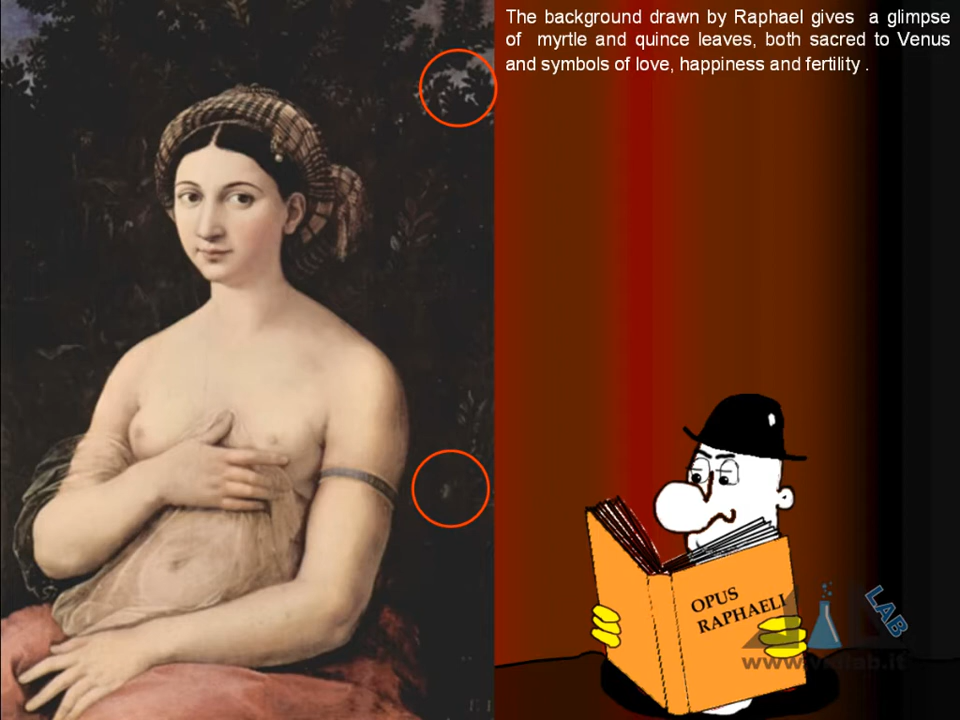 The background drawn by Raphael gives a glimpse
of myrtle and quince leaves, both sacred to Venus
and symbols of love, happiness and fertility .
OPUS
RAPHAELI
LAB